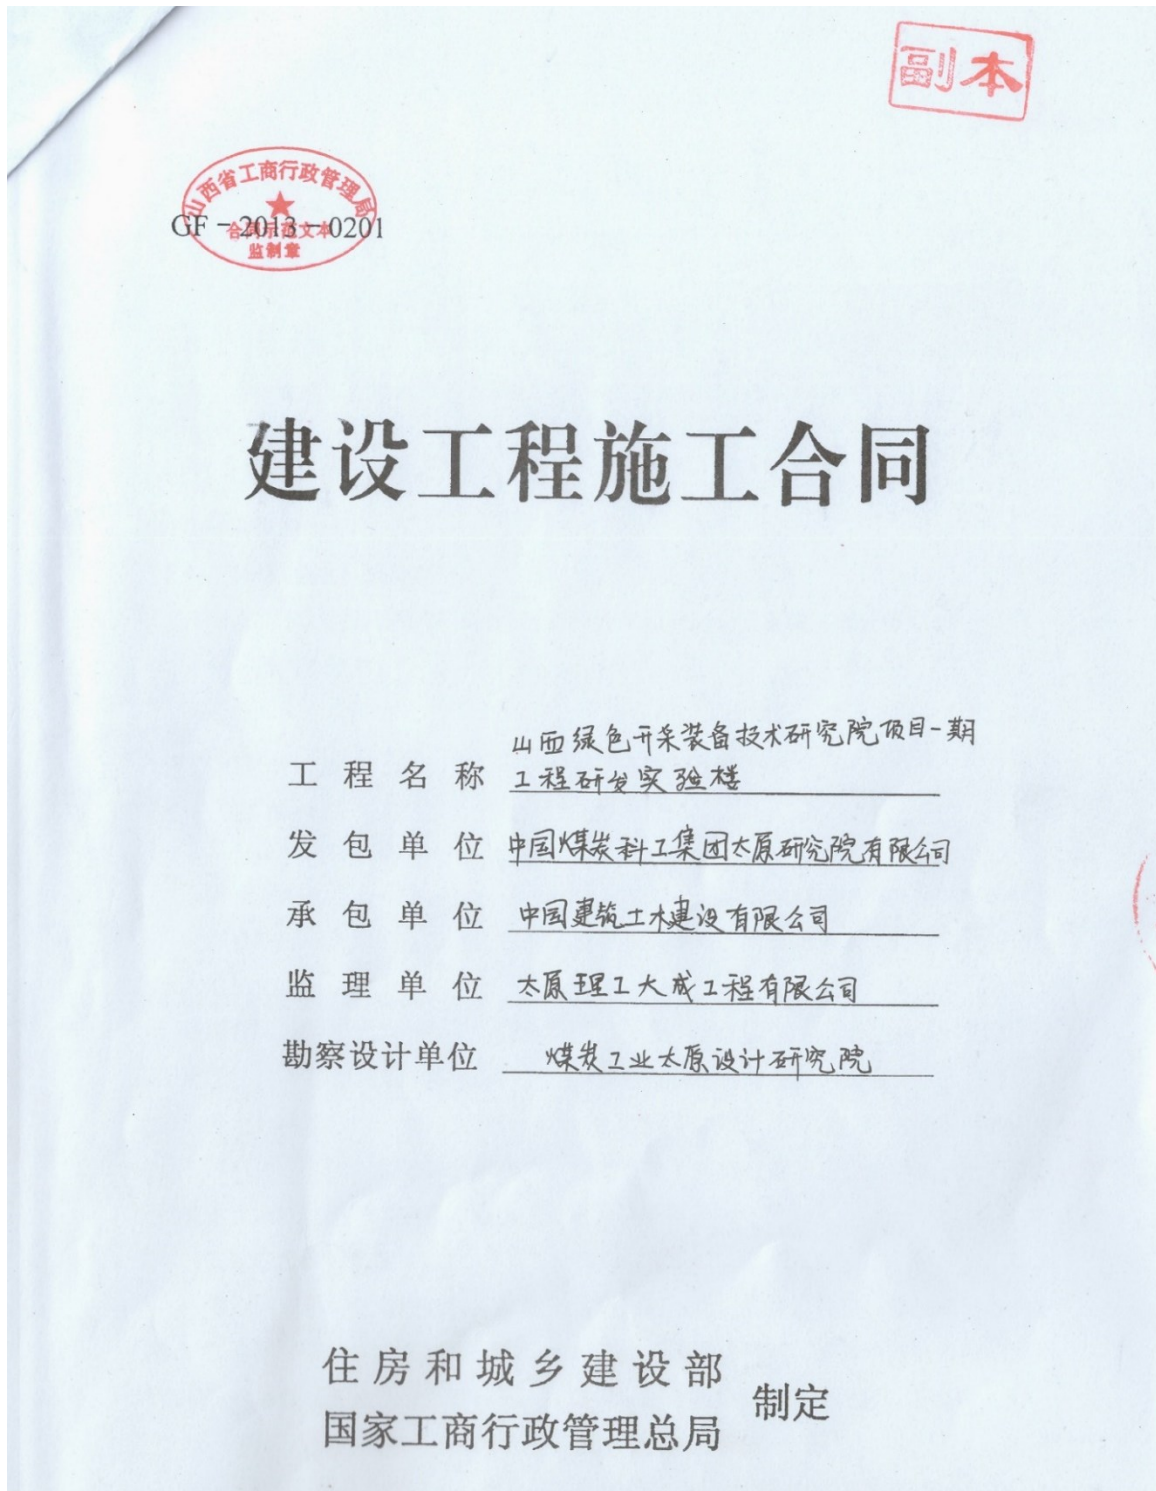 副本
山西省工商行政管理局
GF－2013－0201
合同示范文本
监制章
建设工程施工合同
山西绿色开采装备技术研究院项目一期
工程名称 工程研发实验楼
发包单位 中国煤炭科工集团太原研究院有限公司
承包单位 中国建筑土木建设有限公司
监理单位 太原理工大成工程有限公司
勘察设计单位 煤炭工业太原设计研究院
住房和城乡建设部
国家工商行政管理总局
制定